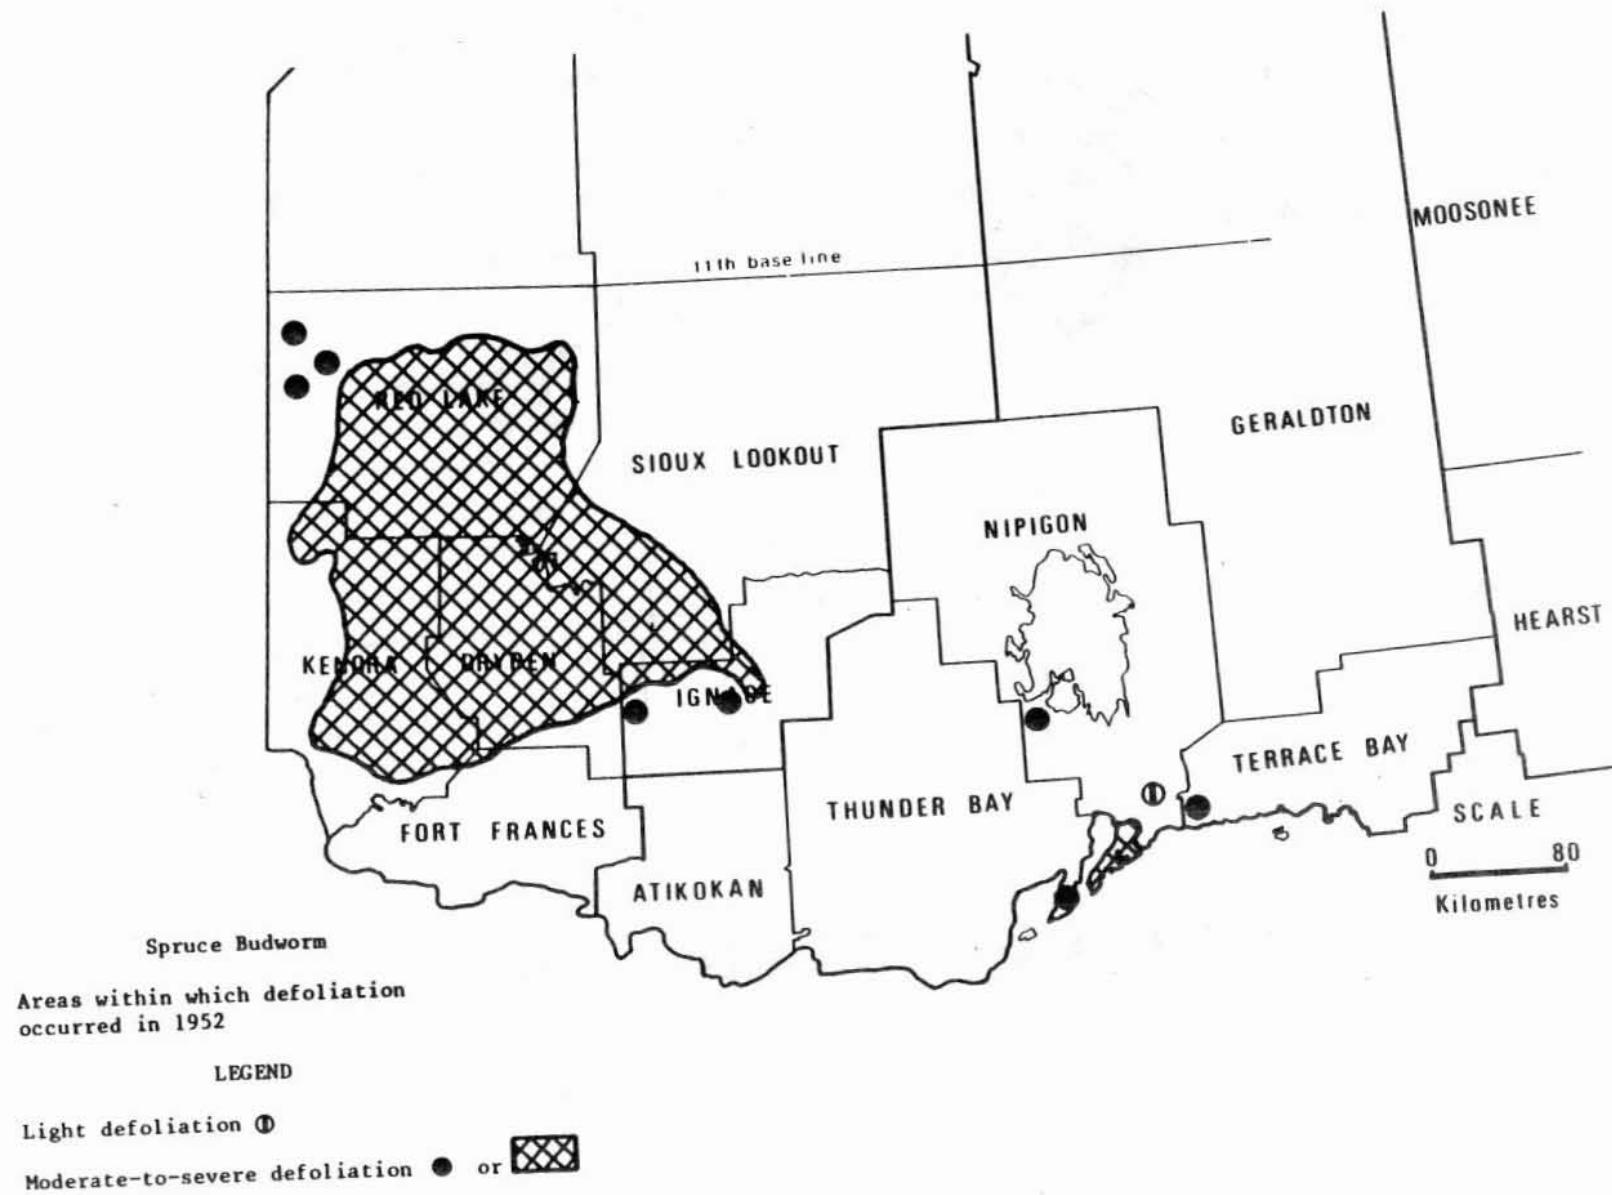 MOOSONEE
11th base line
RED LAKE
GERALDTON
SIOUX LOOKOUT
NIPIGON
HEARST
KENORA
DRYDEN
IGNACE
TERRACE BAY
THUNDER BAY
SCALE
FORT FRANCES
0 80
ATIKOKAN
Kilometres
Spruce Budworm
Areas within which defoliation
occurred in 1952
LEGEND
Light defoliation
Moderate-to-severe defoliation or